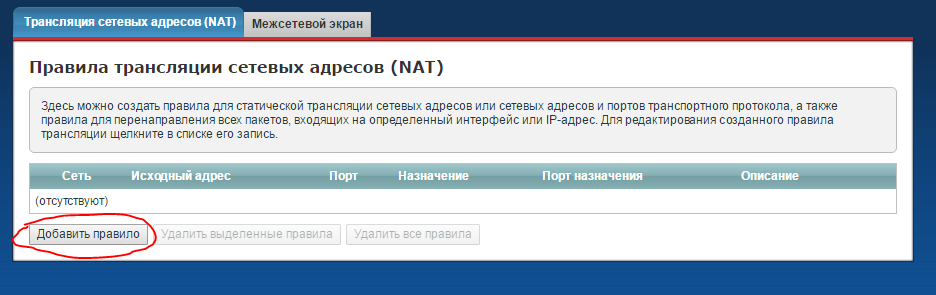 Трансляция сетевых адресов (NAT) Межсетевой экран
Правила трансляции сетевых адресов (NAT)
Здесь можно создать правила для статической трансляции сетевых адресов или сетевых адресов и портов транспортного протокола, а также
правила для перенаправления всех пакетов, входящих на определенный интерфейс или IP-адрес. Для редактирования созданного правила
трансляции щелкните в списке его запись.
Сеть Исходный адрес Порт Назначение Порт назначения Описание
(отсутствуют)
Добавить правило Удалить выделенные правила Удалить все правила